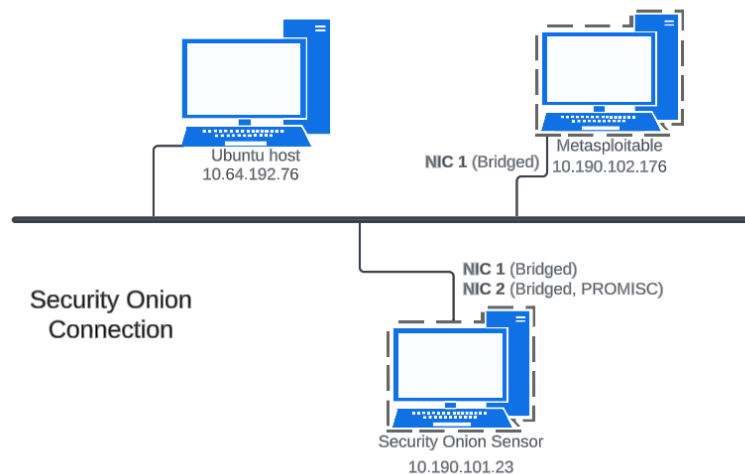 Ubuntu host
10.64.192.76
NIC 1 (Bridged)
Metasploitable
10.190.102.176
NIC 1 (Bridged)
NIC 2 (Bridged, PROMISC)
Security Onion
Connection
Security Onion Sensor
10.190.101.23